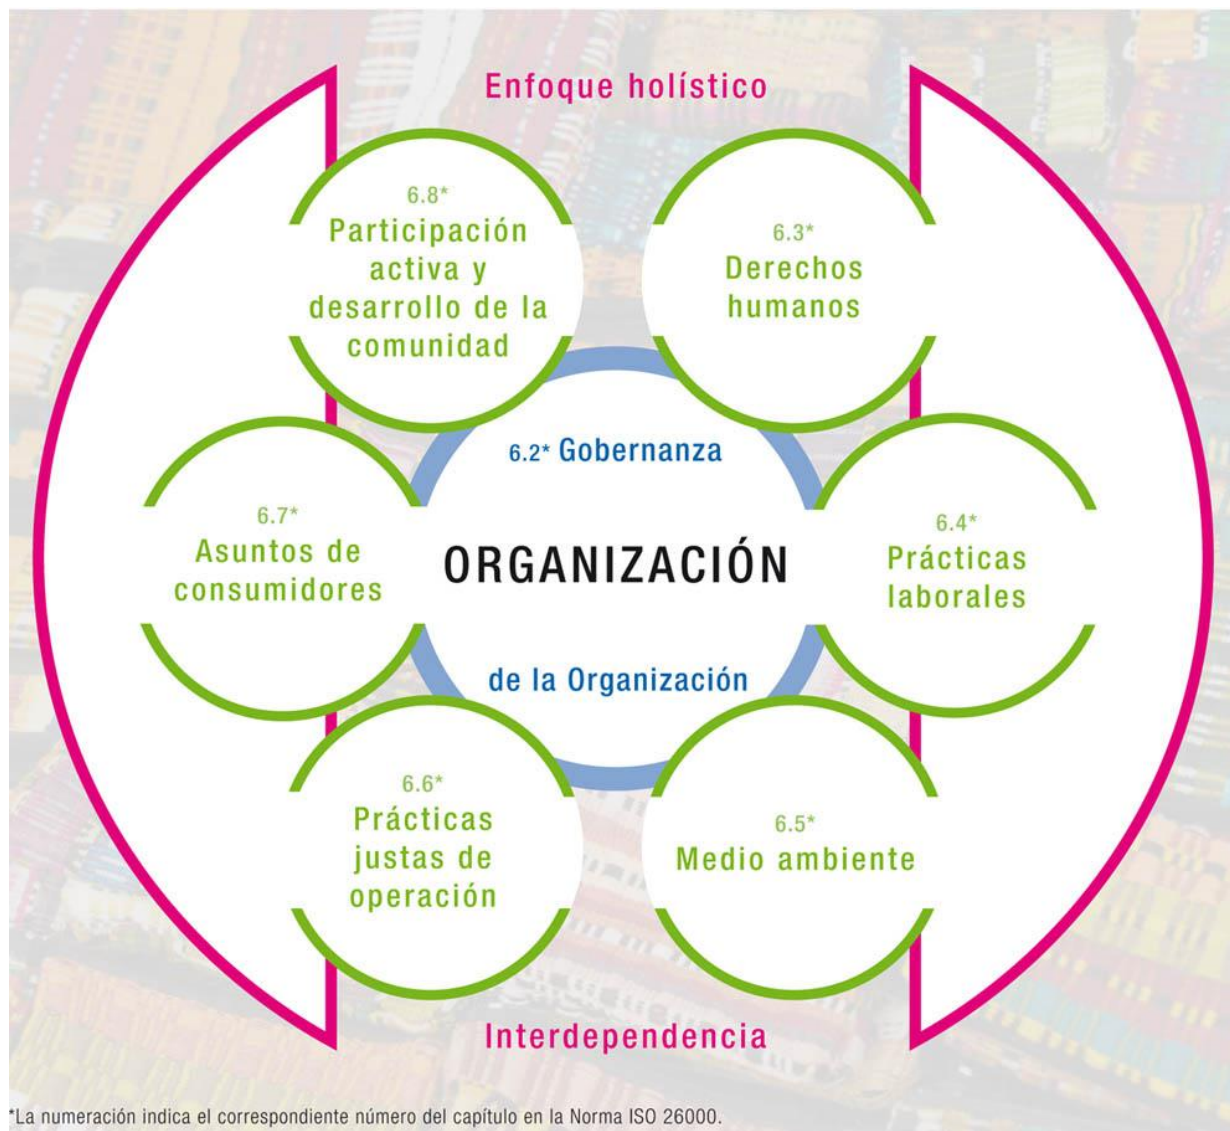 Enfoque holístico
6.8*
Participación
activa y
desarrollo de la
comunidad
6.3*
Derechos
humanos
6.2* Gobernanza
6.7*
Asuntos de
consumidores
ORGANIZACIÓN
6.4*
Prácticas
laborales
de la Organización
6.6*
Prácticas
justas de
operación
6.5*
Medio ambiente
Interdependencia
*La numeración indica el correspondiente número del capítulo en la Norma ISO 26000.